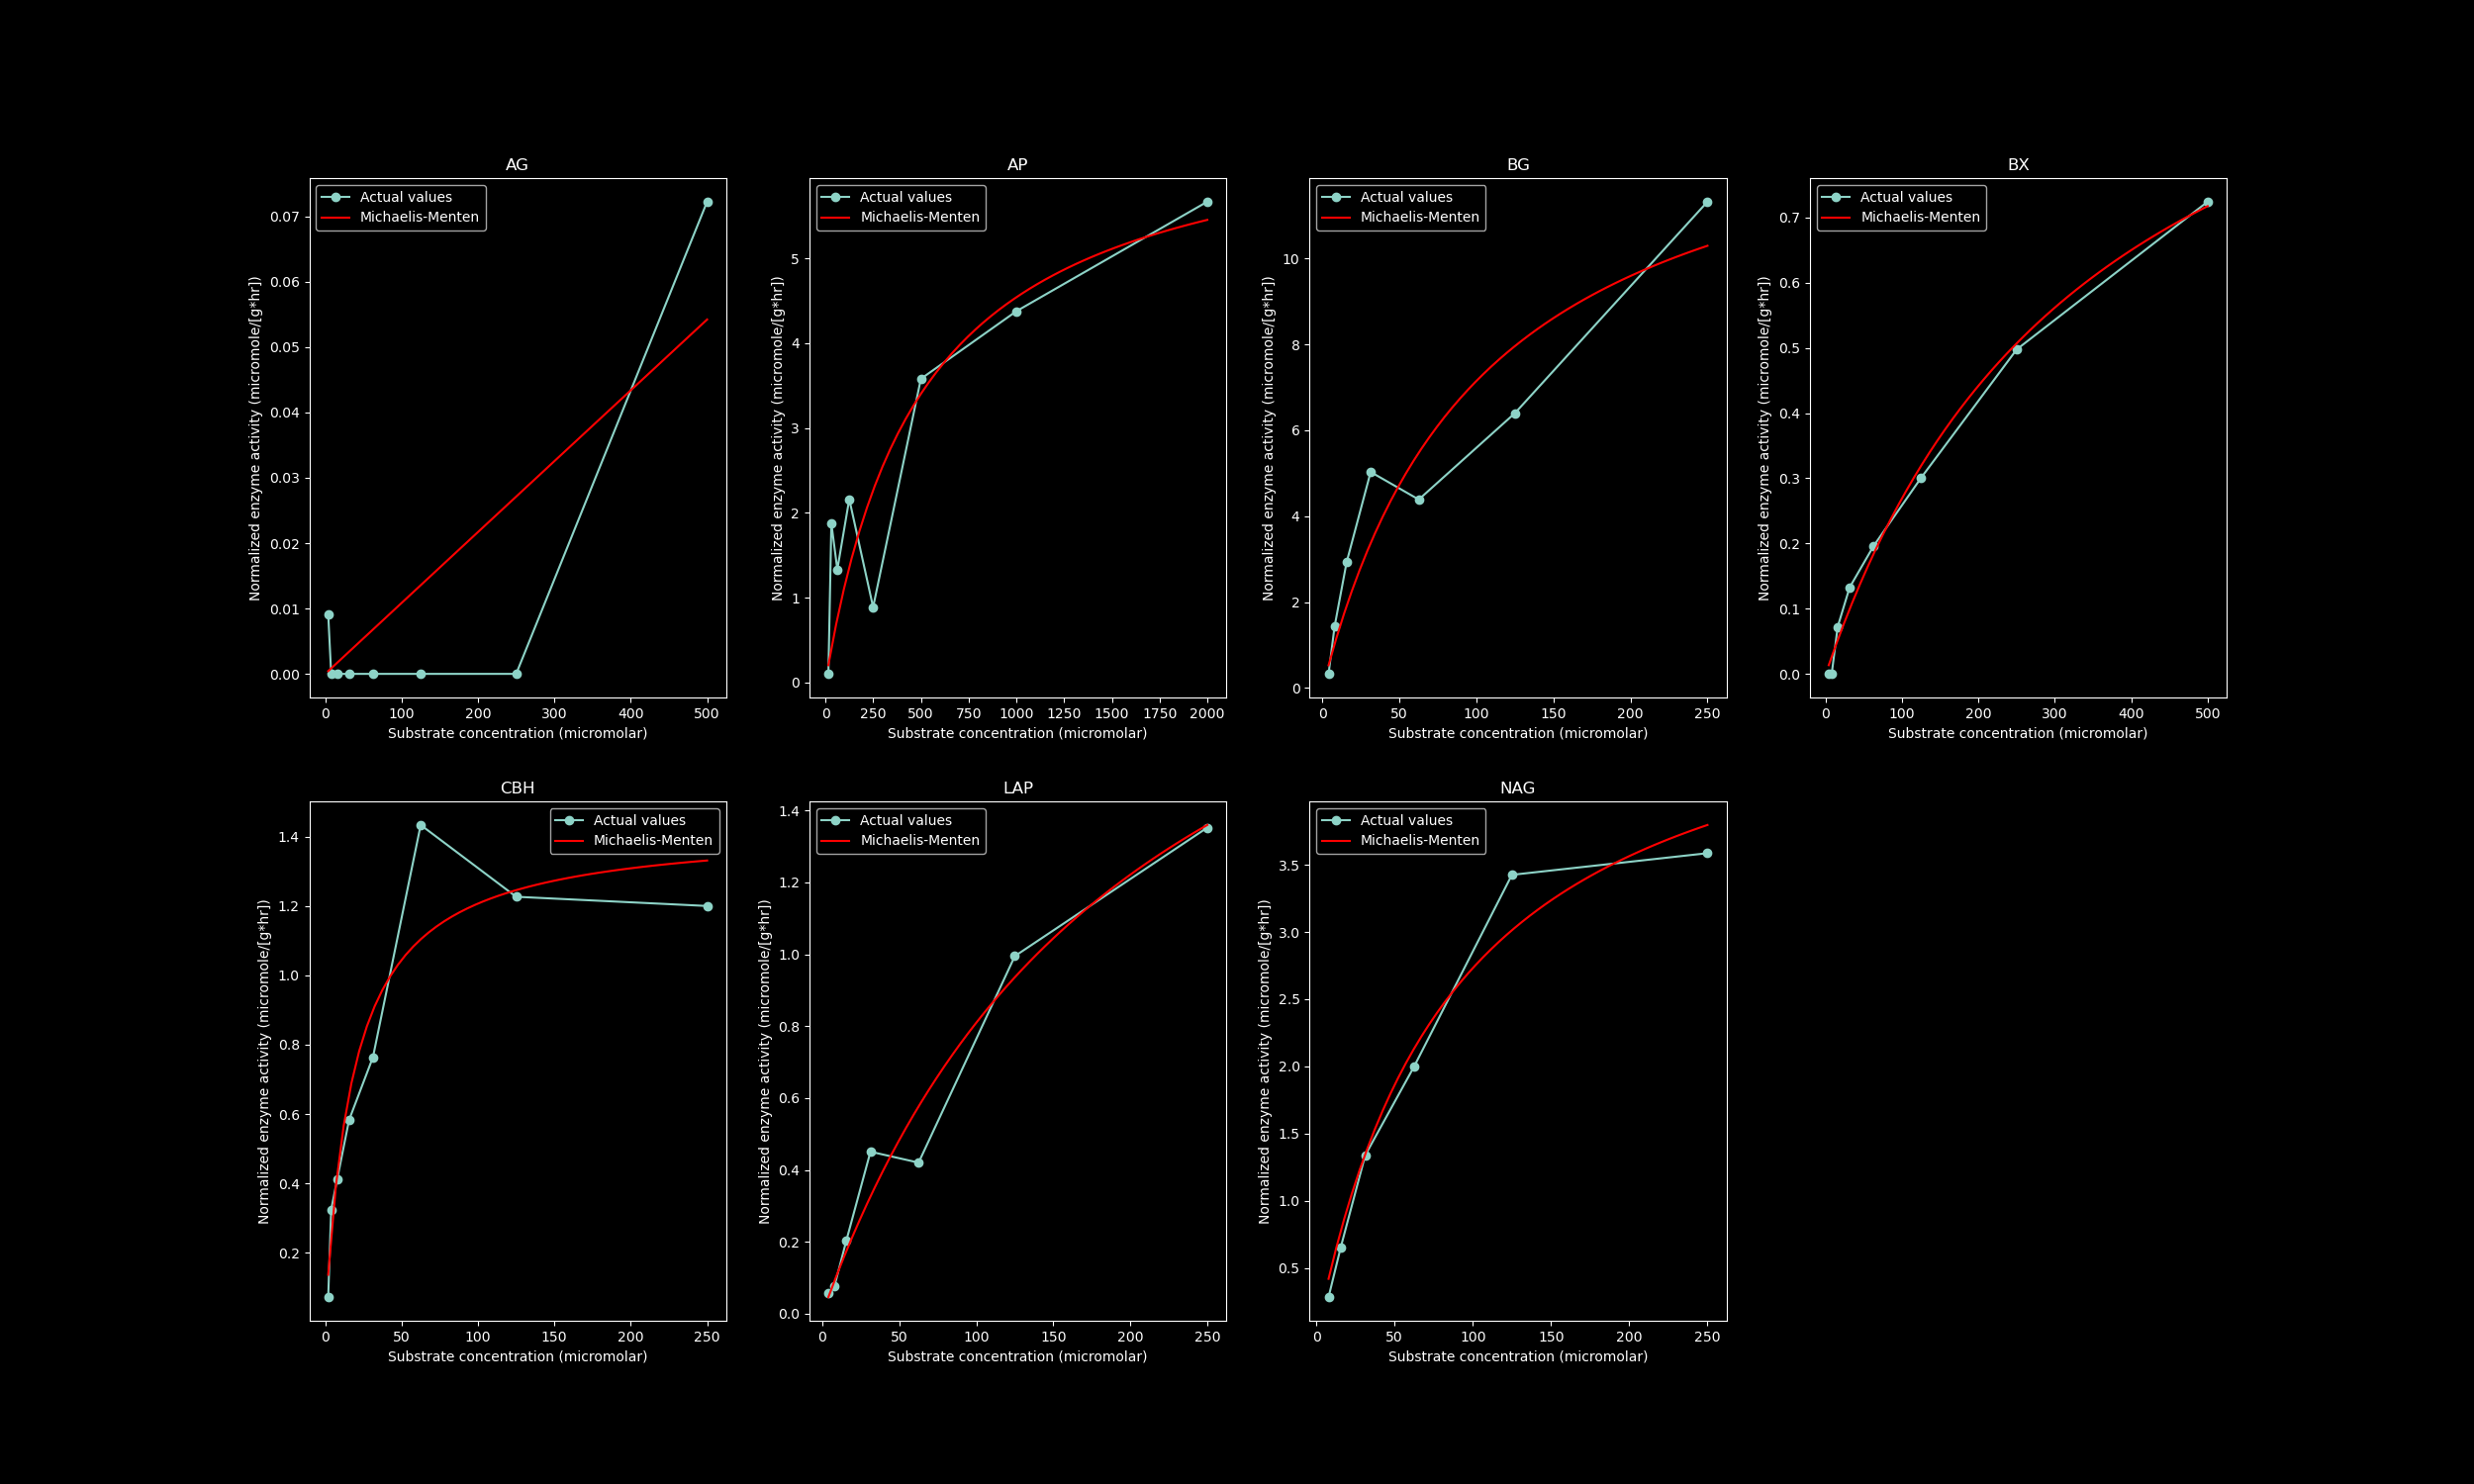 AG
Actual values
Michaelis-Menten
Normalized enzyme activity (micromole/[g*hr])
0.07
0.06
0.05
0.04
0.03
0.02
0.01
0.00
0 100 200 300 400 500
Substrate concentration (micromolar)
AP
Actual values
Michaelis-Menten
Normalized enzyme activity (micromole/[g*hr])
5
4
3
2
1
0
0 250 500 750 1000 1250 1500 1750 2000
Substrate concentration (micromolar)
BG
Actual values
Michaelis-Menten
Normalized enzyme activity (micromole/[g*hr])
10
8
6
4
2
0
0 50 100 150 200 250
Substrate concentration (micromolar)
BX
Actual values
Michaelis-Menten
Normalized enzyme activity (micromole/[g*hr])
0.7
0.6
0.5
0.4
0.3
0.2
0.1
0.0
0 100 200 300 400 500
Substrate concentration (micromolar)
CBH
Actual values
Michaelis-Menten
Normalized enzyme activity (micromole/[g*hr])
1.4
1.2
1.0
0.8
0.6
0.4
0.2
0 50 100 150 200 250
Substrate concentration (micromolar)
LAP
Actual values
Michaelis-Menten
Normalized enzyme activity (micromole/[g*hr])
1.4
1.2
1.0
0.8
0.6
0.4
0.2
0.0
0 50 100 150 200 250
Substrate concentration (micromolar)
NAG
Actual values
Michaelis-Menten
Normalized enzyme activity (micromole/[g*hr])
3.5
3.0
2.5
2.0
1.5
1.0
0.5
0 50 100 150 200 250
Substrate concentration (micromolar)